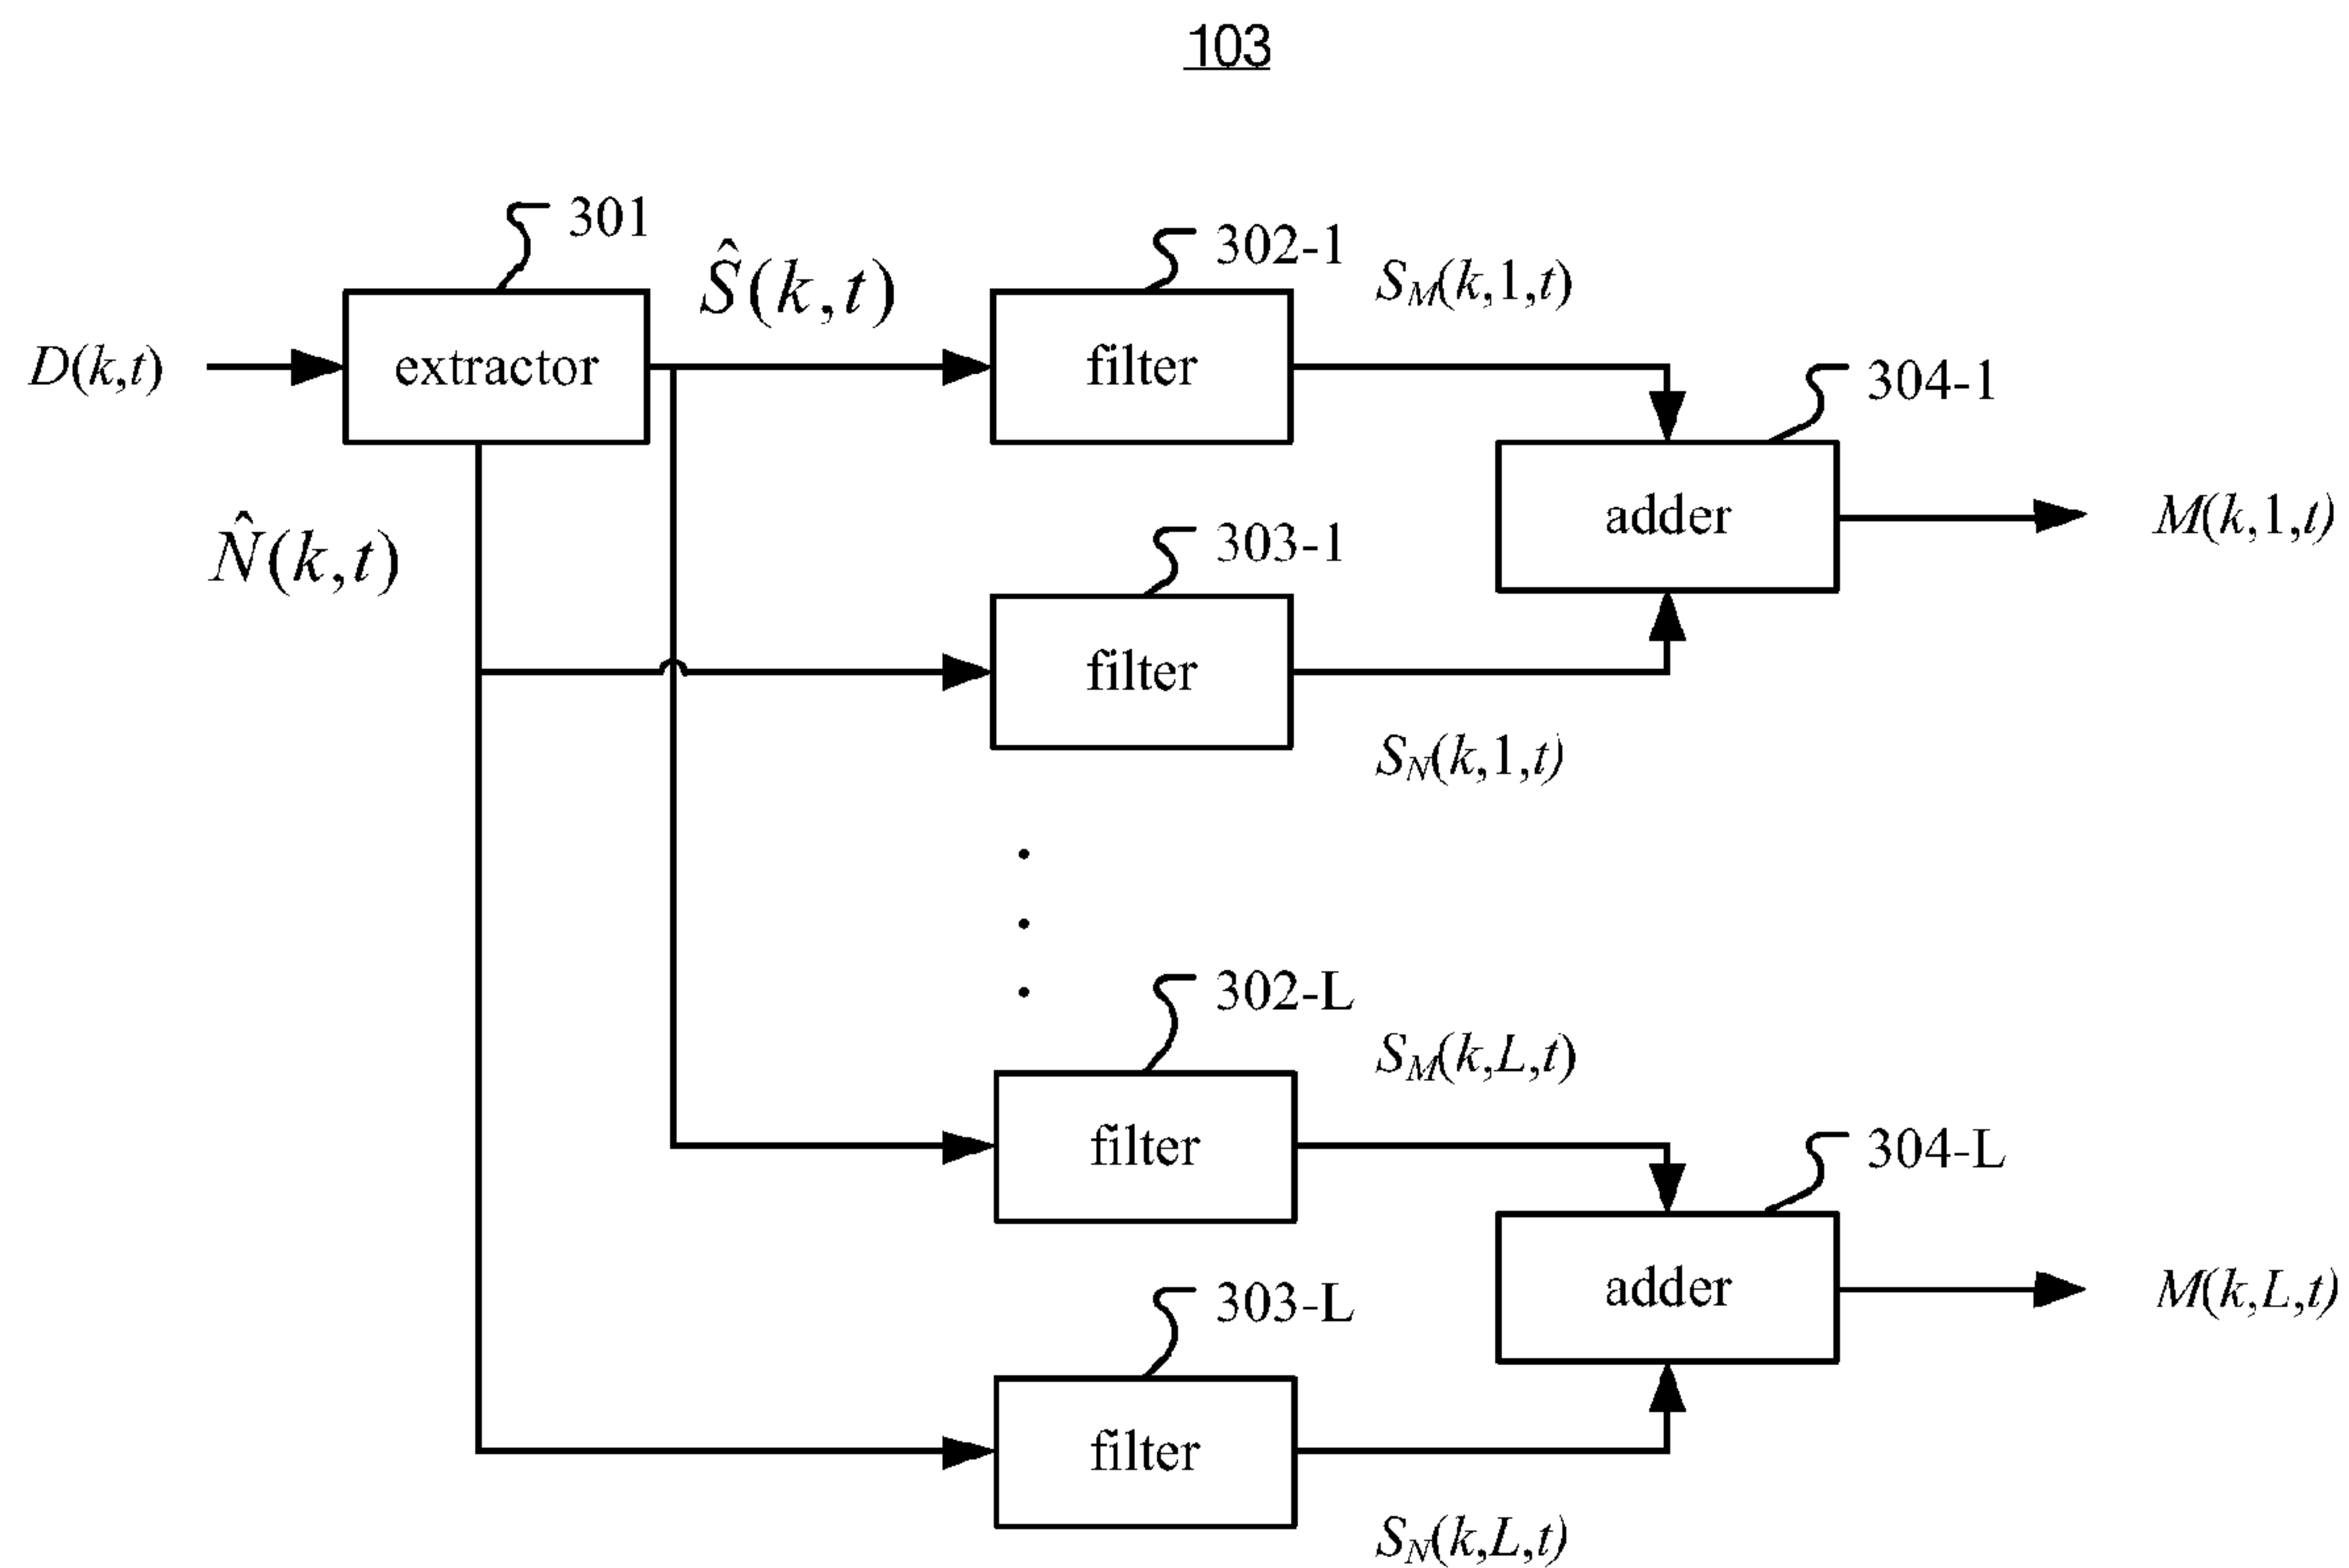 103
301
Ŝ(k,t)
302-1
S_M(k,1,t)
D(k,t)
extractor
filter
304-1
N̂(k,t)
303-1
adder
M(k,1,t)
filter
S_N(k,1,t)
302-L
S_M(k,L,t)
filter
304-L
303-L
adder
M(k,L,t)
filter
S_N(k,L,t)